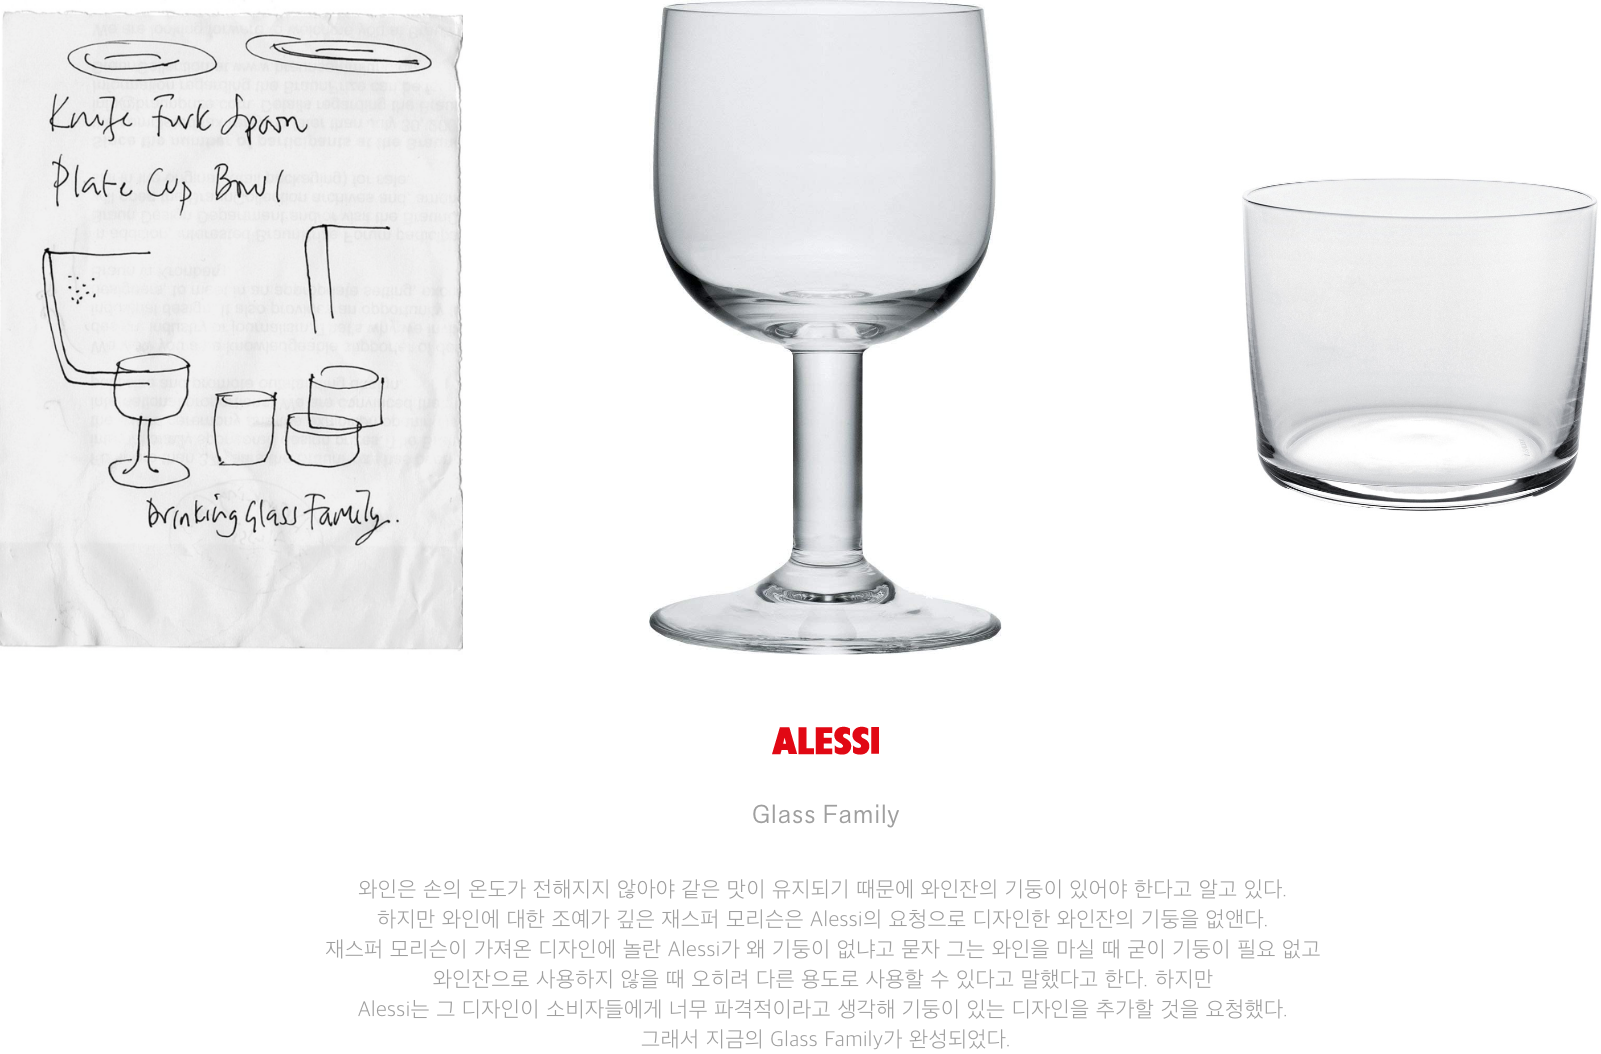 Knife Fork Spoon
Plate Cup Bowl
Drinking Glass Family.
ALESSI
Glass Family
와인은 손의 온도가 전해지지 않아야 같은 맛이 유지되기 때문에 와인잔의 기둥이 있어야 한다고 알고 있다.
하지만 와인에 대한 조예가 깊은 재스퍼 모리슨은 Alessi의 요청으로 디자인한 와인잔의 기둥을 없앤다.
재스퍼 모리슨이 가져온 디자인에 놀란 Alessi가 왜 기둥이 없냐고 묻자 그는 와인을 마실 때 굳이 기둥이 필요 없고
와인잔으로 사용하지 않을 때 오히려 다른 용도로 사용할 수 있다고 말했다고 한다. 하지만
Alessi는 그 디자인이 소비자들에게 너무 파격적이라고 생각해 기둥이 있는 디자인을 추가할 것을 요청했다.
그래서 지금의 Glass Family가 완성되었다.